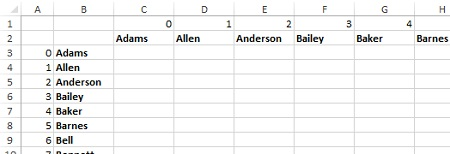 A B C D E F G H
1 0 1 2 3 4
2 Adams Allen Anderson Bailey Baker Barnes
3 0 Adams
4 1 Allen
5 2 Anderson
6 3 Bailey
7 4 Baker
8 5 Barnes
9 6 Bell
10 7 Bennett